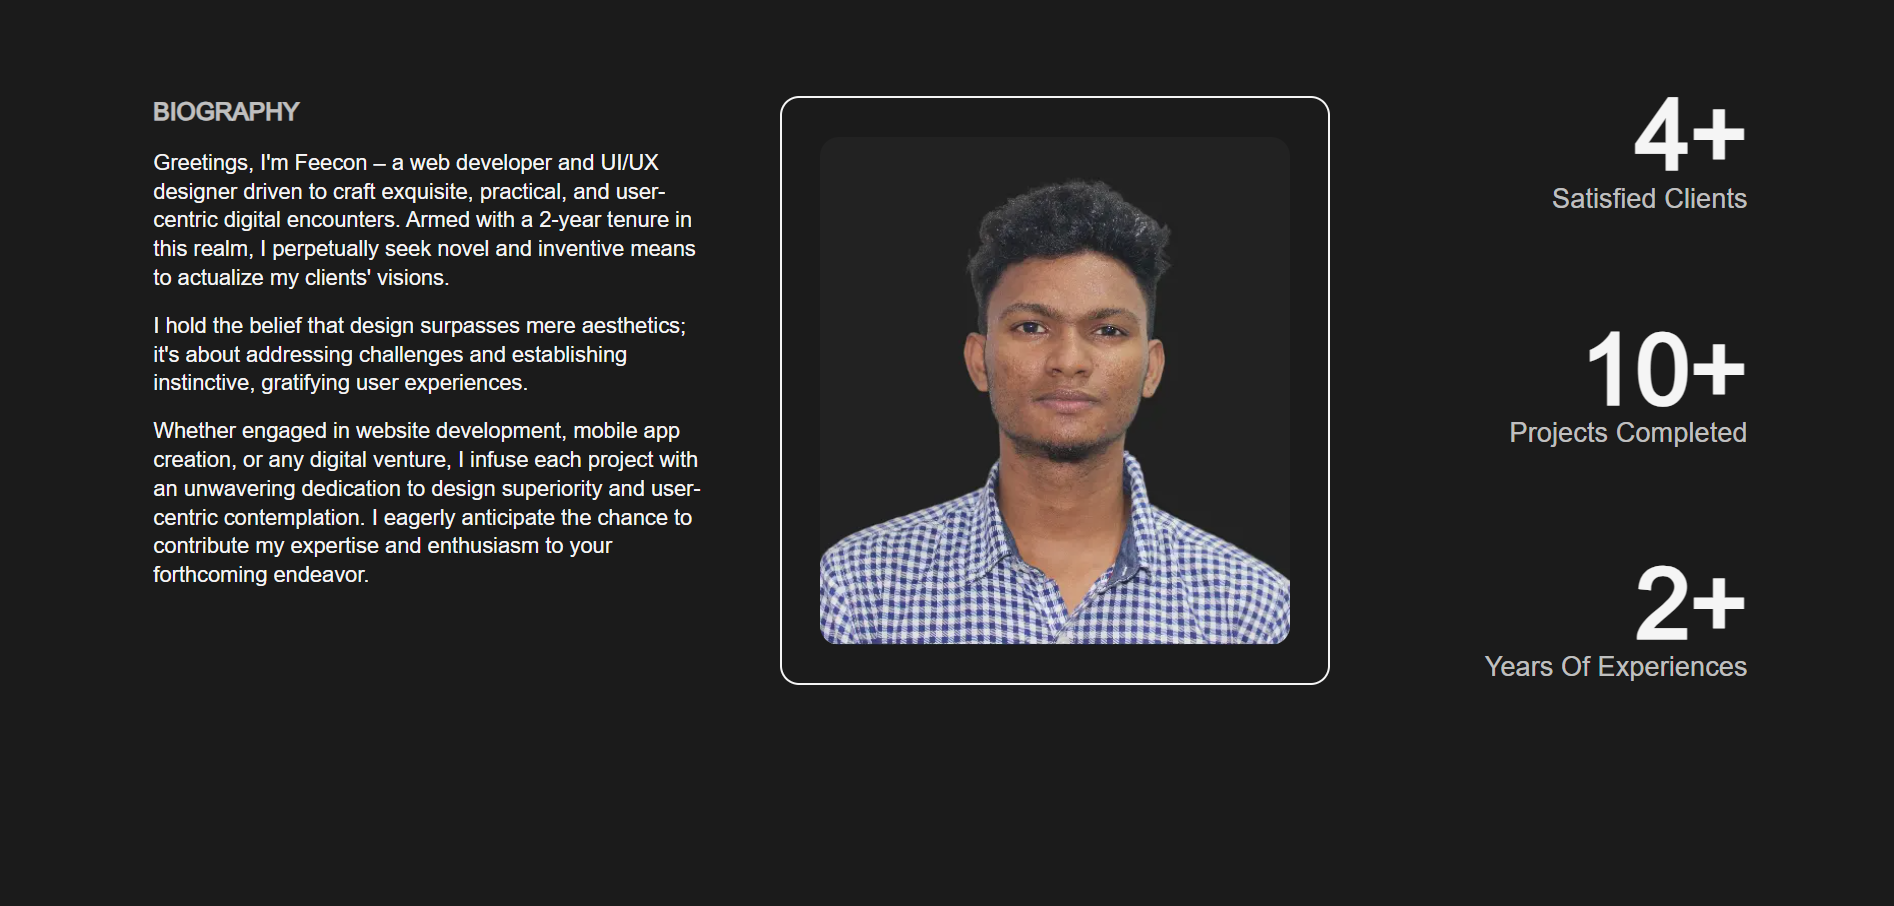 BIOGRAPHY
Greetings, I'm Feecon – a web developer and UI/UX
designer driven to craft exquisite, practical, and user-
centric digital encounters. Armed with a 2-year tenure in
this realm, I perpetually seek novel and inventive means
to actualize my clients' visions.
I hold the belief that design surpasses mere aesthetics;
it's about addressing challenges and establishing
instinctive, gratifying user experiences.
Whether engaged in website development, mobile app
creation, or any digital venture, I infuse each project with
an unwavering dedication to design superiority and user-
centric contemplation. I eagerly anticipate the chance to
contribute my expertise and enthusiasm to your
forthcoming endeavor.
4+
Satisfied Clients
10+
Projects Completed
2+
Years Of Experiences